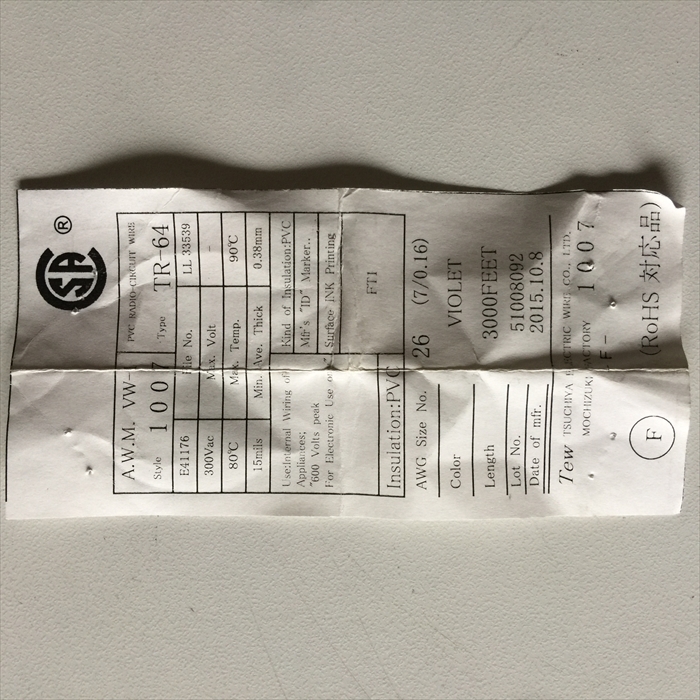 CSA ®
A.W.M. VW- PVC RADIO-CIRCUIT WIRE
Style 1007 Type TR-64
E41176 File No. LL 33539
300Vac Max. Volt -
80℃ Max. Temp. 90℃
15mils Min. Ave. Thick 0.38mm
Use:Internal Wiring of Kind of Insulation:PVC
Appliances; Mfr's "ID" Marker..
"600 Volts peak Surface INK Printing
For Electronic Use
FTI
Insulation:PVC
AWG Size No. 26 (7/0.16)
Color VIOLET
Length 3000FEET
Lot No. 51008092
Date of mfr. 2015.10.8
Tew TSUCHIYA ELECTRIC WIRE CO., LTD.
MOCHIZUKI FACTORY 1007
-F-
F (RoHS 対応品)